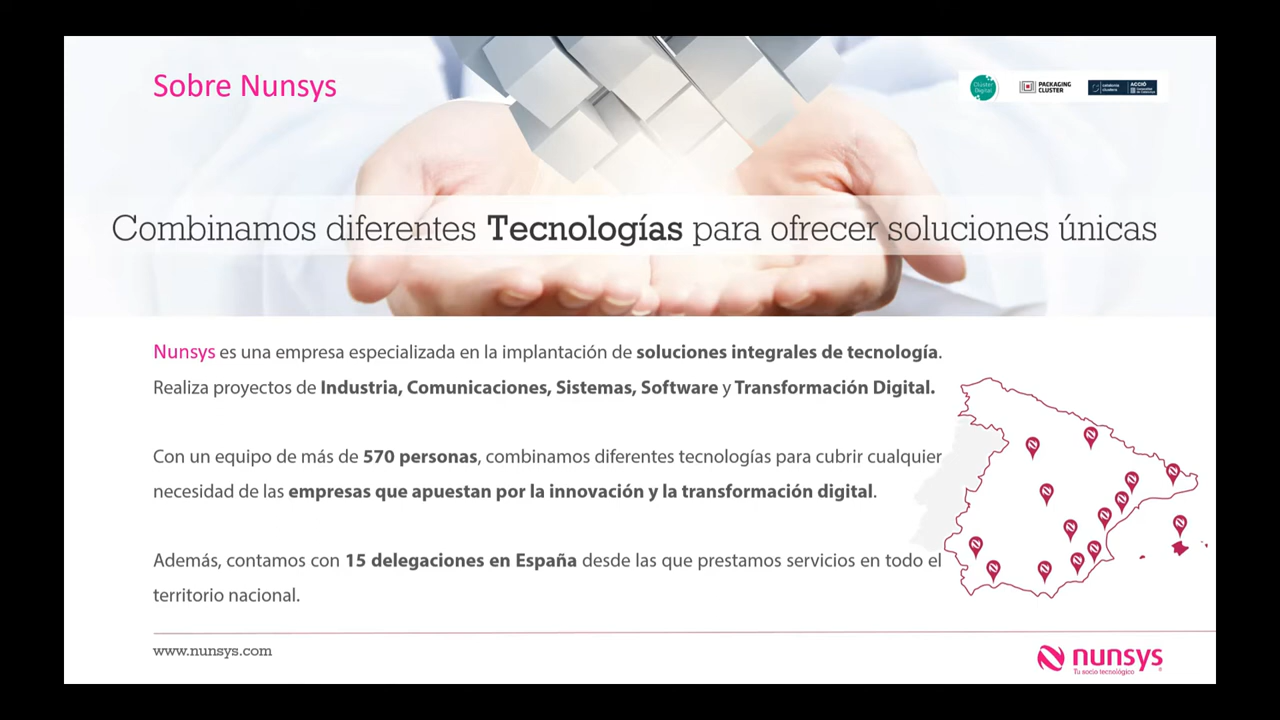 Sobre Nunsys
Cluster
Digital
PACKAGING
CLUSTER
ACCIÓ
Combinamos diferentes Tecnologías para ofrecer soluciones únicas
Nunsys es una empresa especializada en la implantación de soluciones integrales de tecnología.
Realiza proyectos de Industria, Comunicaciones, Sistemas, Software y Transformación Digital.
Con un equipo de más de 570 personas, combinamos diferentes tecnologías para cubrir cualquier
necesidad de las empresas que apuestan por la innovación y la transformación digital.
Además, contamos con 15 delegaciones en España desde las que prestamos servicios en todo el
territorio nacional.
www.nunsys.com
nunsys
Tu socio tecnológico